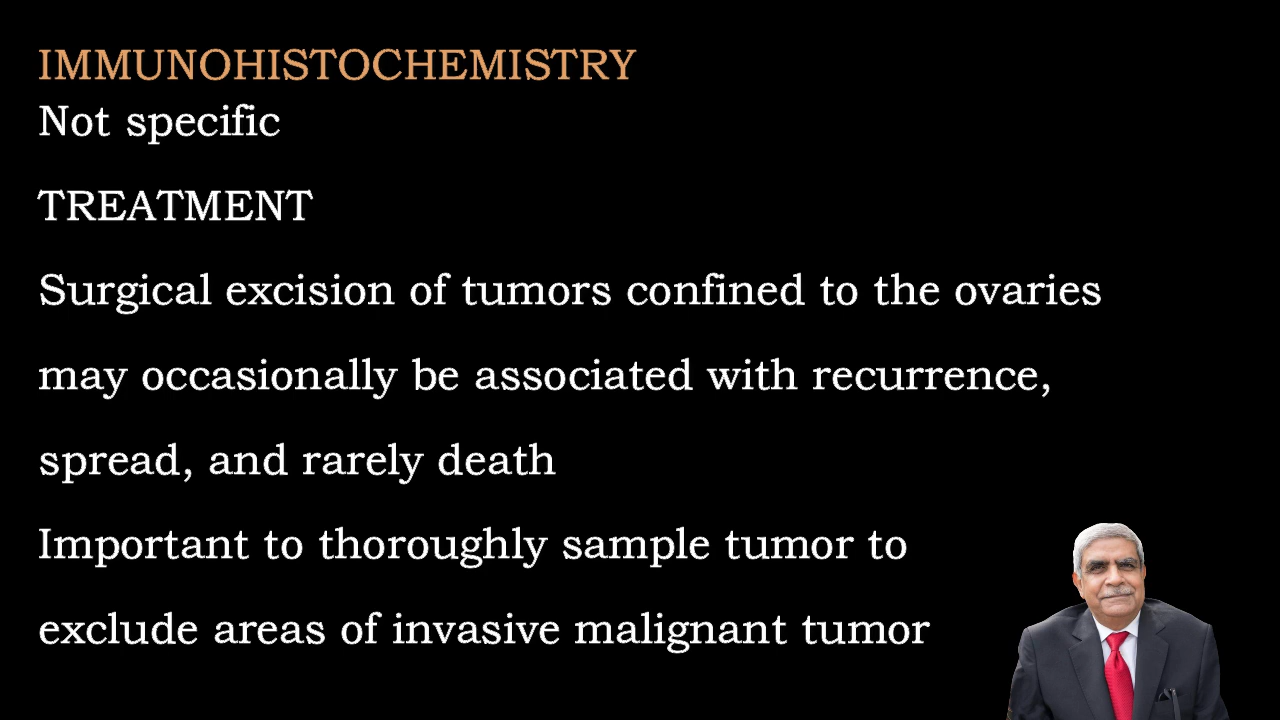 IMMUNOHISTOCHEMISTRY
Not specific
TREATMENT
Surgical excision of tumors confined to the ovaries
may occasionally be associated with recurrence,
spread, and rarely death
Important to thoroughly sample tumor to
exclude areas of invasive malignant tumor